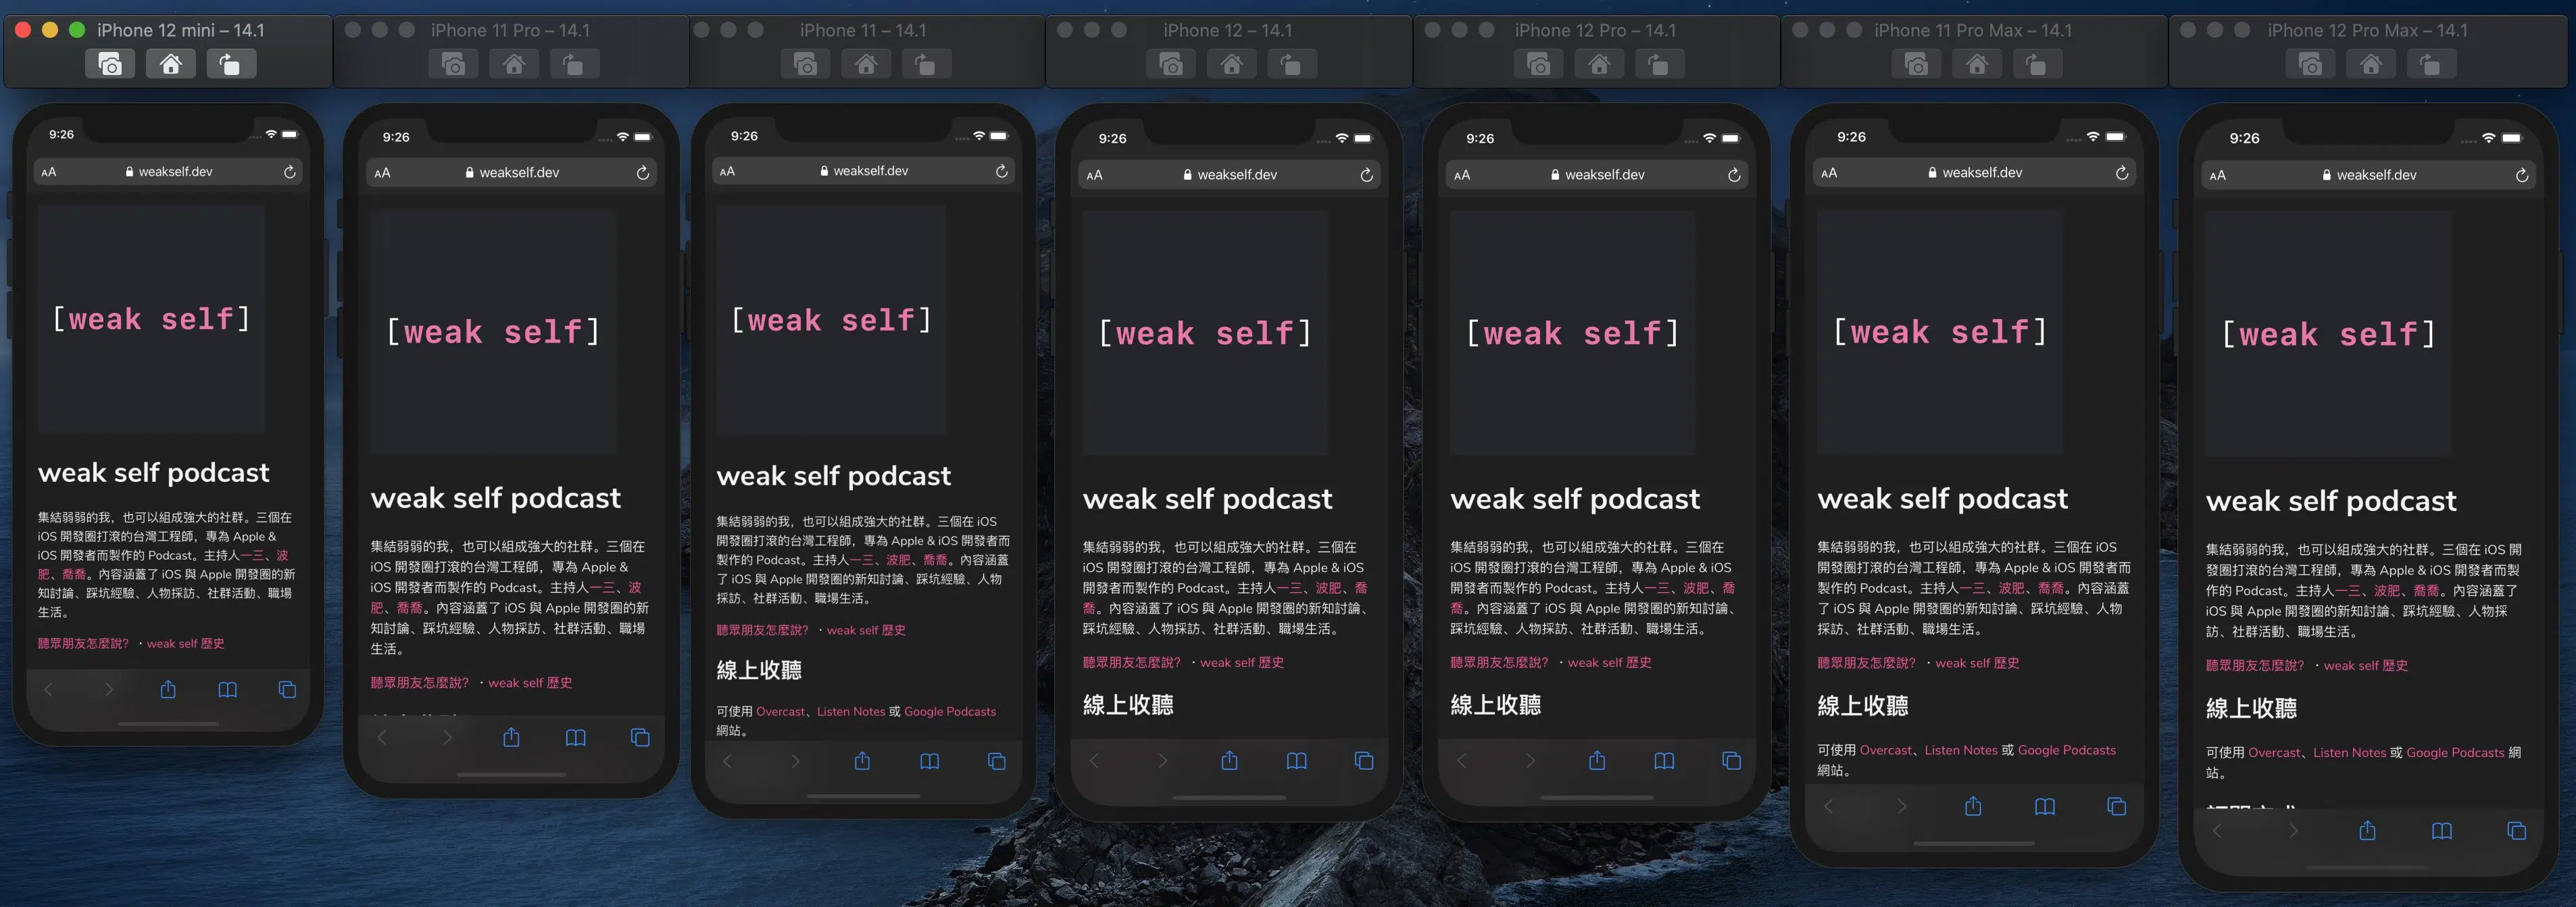 iPhone 12 mini – 14.1
9:26
AA
weakself.dev
[weak self]
weak self podcast
集結弱弱的我，也可以組成強大的社群。三個在
iOS 開發圈打滾的台灣工程師，專為 Apple &
iOS 開發者而製作的 Podcast。主持人一三、波
肥、喬喬。內容涵蓋了 iOS 與 Apple 開發圈的新
知討論、踩坑經驗、人物採訪、社群活動、職場
生活。
聽眾朋友怎麼說？ · weak self 歷史
iPhone 11 Pro – 14.1
9:26
AA
weakself.dev
[weak self]
weak self podcast
集結弱弱的我，也可以組成強大的社群。三個在
iOS 開發圈打滾的台灣工程師，專為 Apple &
iOS 開發者而製作的 Podcast。主持人一三、波
肥、喬喬。內容涵蓋了 iOS 與 Apple 開發圈的新
知討論、踩坑經驗、人物採訪、社群活動、職場
生活。
聽眾朋友怎麼說？ · weak self 歷史
iPhone 11 – 14.1
9:26
AA
weakself.dev
[weak self]
weak self podcast
集結弱弱的我，也可以組成強大的社群。三個在 iOS
開發圈打滾的台灣工程師，專為 Apple & iOS 開發者而
製作的 Podcast。主持人一三、波肥、喬喬。內容涵蓋
了 iOS 與 Apple 開發圈的新知討論、踩坑經驗、人物
採訪、社群活動、職場生活。
聽眾朋友怎麼說？ · weak self 歷史
線上收聽
可使用 Overcast、Listen Notes 或 Google Podcasts
網站。
iPhone 12 – 14.1
9:26
AA
weakself.dev
[weak self]
weak self podcast
集結弱弱的我，也可以組成強大的社群。三個在
iOS 開發圈打滾的台灣工程師，專為 Apple & iOS
開發者而製作的 Podcast。主持人一三、波肥、喬
喬。內容涵蓋了 iOS 與 Apple 開發圈的新知討論、
踩坑經驗、人物採訪、社群活動、職場生活。
聽眾朋友怎麼說？ · weak self 歷史
線上收聽
iPhone 12 Pro – 14.1
9:26
AA
weakself.dev
[weak self]
weak self podcast
集結弱弱的我，也可以組成強大的社群。三個在
iOS 開發圈打滾的台灣工程師，專為 Apple & iOS
開發者而製作的 Podcast。主持人一三、波肥、喬
喬。內容涵蓋了 iOS 與 Apple 開發圈的新知討論、
踩坑經驗、人物採訪、社群活動、職場生活。
聽眾朋友怎麼說？ · weak self 歷史
線上收聽
iPhone 11 Pro Max – 14.1
9:26
AA
weakself.dev
[weak self]
weak self podcast
集結弱弱的我，也可以組成強大的社群。三個在 iOS
開發圈打滾的台灣工程師，專為 Apple & iOS 開發者而
製作的 Podcast。主持人一三、波肥、喬喬。內容涵蓋
了 iOS 與 Apple 開發圈的新知討論、踩坑經驗、人物
採訪、社群活動、職場生活。
聽眾朋友怎麼說？ · weak self 歷史
線上收聽
可使用 Overcast、Listen Notes 或 Google Podcasts
網站。
iPhone 12 Pro Max – 14.1
9:26
AA
weakself.dev
[weak self]
weak self podcast
集結弱弱的我，也可以組成強大的社群。三個在 iOS 開
發圈打滾的台灣工程師，專為 Apple & iOS 開發者而製
作的 Podcast。主持人一三、波肥、喬喬。內容涵蓋了
iOS 與 Apple 開發圈的新知討論、踩坑經驗、人物採
訪、社群活動、職場生活。
聽眾朋友怎麼說？ · weak self 歷史
線上收聽
可使用 Overcast、Listen Notes 或 Google Podcasts 網
站。